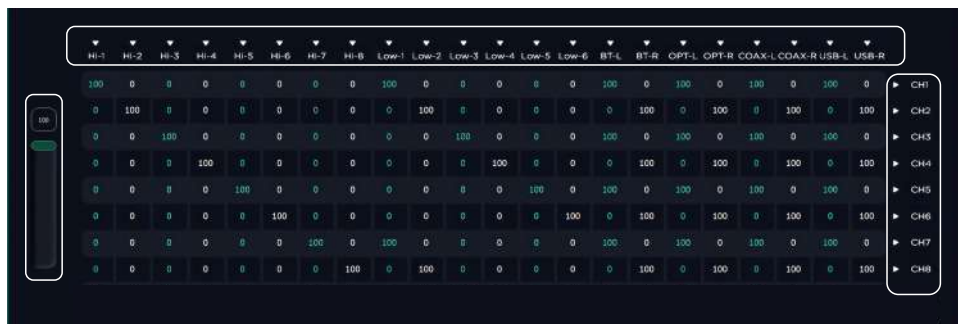 Hi-1 Hi-2 Hi-3 Hi-4 Hi-5 Hi-6 Hi-7 Hi-8 Low-1 Low-2 Low-3 Low-4 Low-5 Low-6 BT-L BT-R OPT-L OPT-R COAX-L COAX-R USB-L USB-R
100 0 0 0 0 0 0 0 100 0 0 0 0 0 100 0 100 0 100 0 100 0 CH1
100
0 100 0 0 0 0 0 0 0 100 0 0 0 0 0 100 0 100 0 100 0 100 CH2
0 0 100 0 0 0 0 0 0 0 100 0 0 0 100 0 100 0 100 0 100 0 CH3
0 0 0 100 0 0 0 0 0 0 0 100 0 0 0 100 0 100 0 100 0 100 CH4
0 0 0 0 100 0 0 0 0 0 0 0 100 0 100 0 100 0 100 0 100 0 CH5
0 0 0 0 0 100 0 0 0 0 0 0 0 100 0 100 0 100 0 100 0 100 CH6
0 0 0 0 0 0 100 0 100 0 0 0 0 0 100 0 100 0 100 0 100 0 CH7
0 0 0 0 0 0 0 100 0 100 0 0 0 0 0 100 0 100 0 100 0 100 CH8